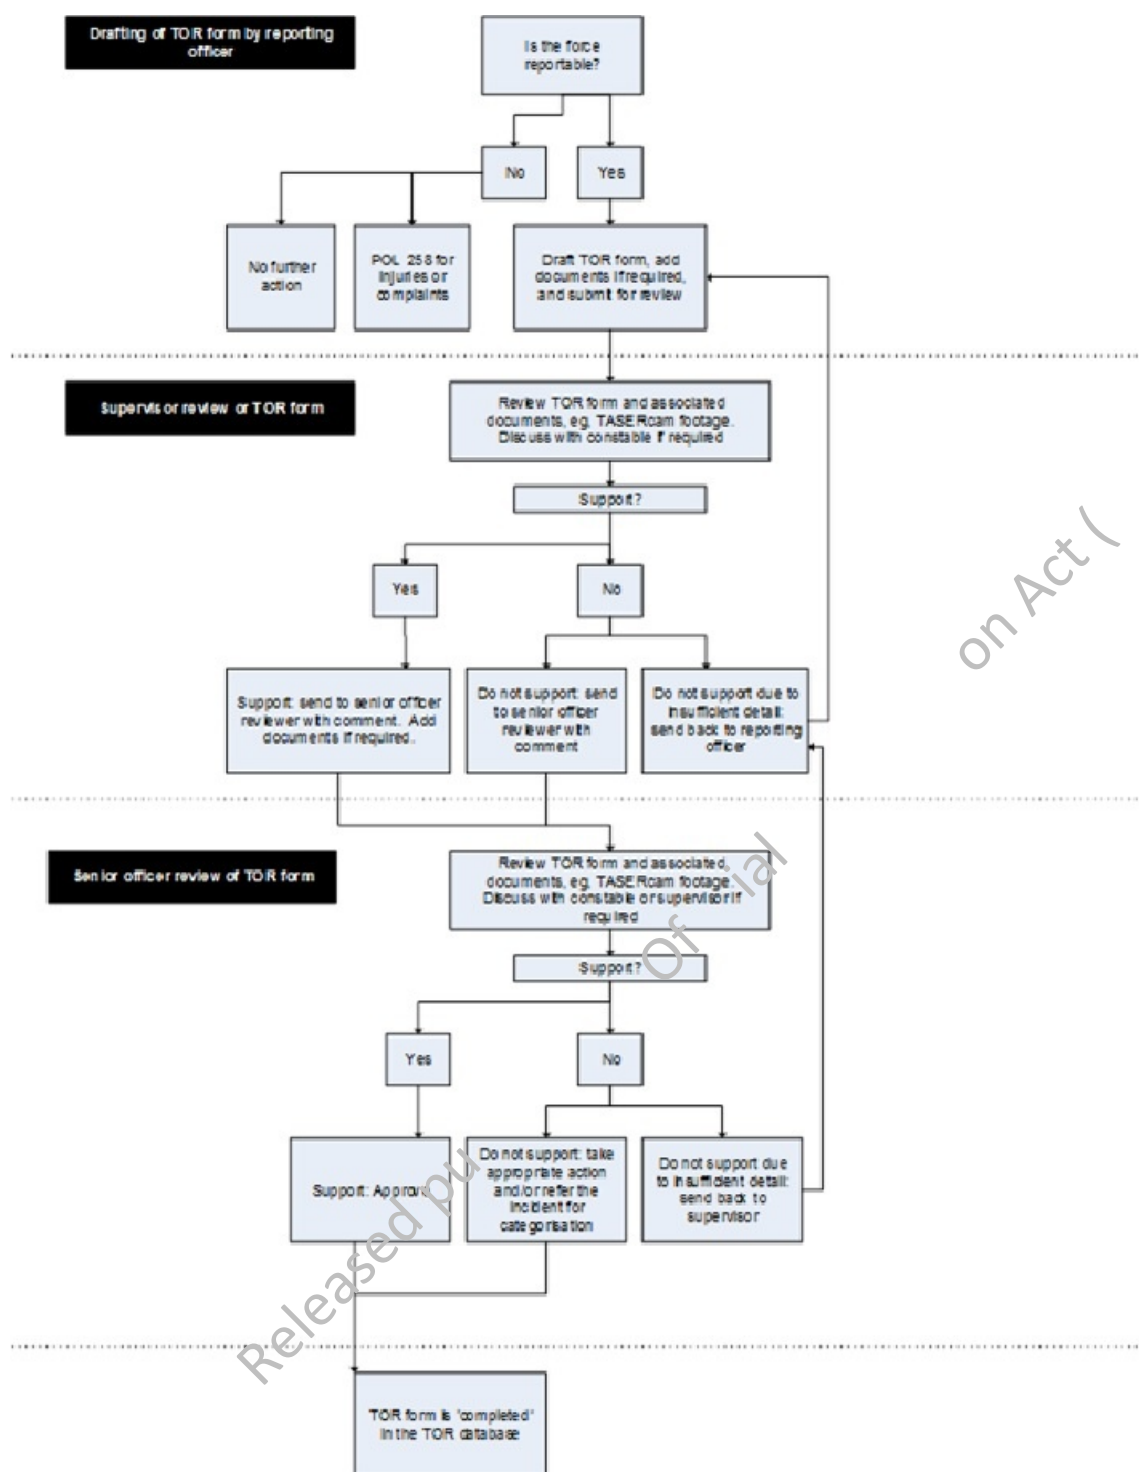 Drafting of TOR form by reporting
officer
Is the force
reportable?
No
Yes
No further
action
POL 258 for
injuries or
complaints
Draft TOR form, add
documents if required,
and submit for review
Supervisor review of TOR form
Review TOR form and associated
documents, eg, TASERcam footage.
Discuss with constable if required
Support?
Yes
No
Support: send to senior officer
reviewer with comment. Add
documents if required.
Do not support: send
to senior officer
reviewer with
comment
Do not support due to
insufficient detail:
send back to reporting
officer
Senior officer review of TOR form
Review TOR form and associated,
documents, eg, TASERcam footage.
Discuss with constable or supervisor if
required
Support?
Yes
No
Support: Approve
Do not support: take
appropriate action
and/or refer the
incident for
categorisation
Do not support due
to insufficient detail:
send back to
supervisor
TOR form is 'completed'
in the TOR database
Released pu
Of
ial
on Act (